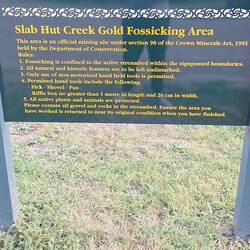 Slab Hut Creek Gold Fossicking Area
This area is an official mining site under section 98 of the Crown Minerals Act, 1991
held by the Department of Conservation.
Rules:
1. Fossicking is confined to the active streambed within the signposted boundaries.
2. All natural and historic features are to be left undisturbed.
3. Only use of non-motorised hand held tools is permitted.
4. Permitted hand tools include the following:
- Pick - Shovel - Pan
- Riffle box no greater than 1 metre in length and 20 cm in width.
5. All native plants and animals are protected.
Please contain all gravel and rocks in the streambed. Ensure the area you
have worked is returned to near its original condition when you have finished.